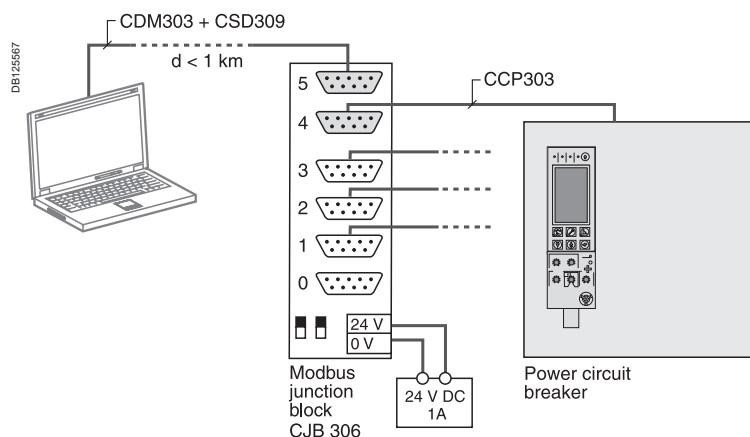 CDM303 + CSD309
DB125567
d < 1 km
5
CCP303
4
3
2
1
0
24 V
0 V
Modbus
junction
block
CJB 306
24 V DC
1A
Power circuit
breaker